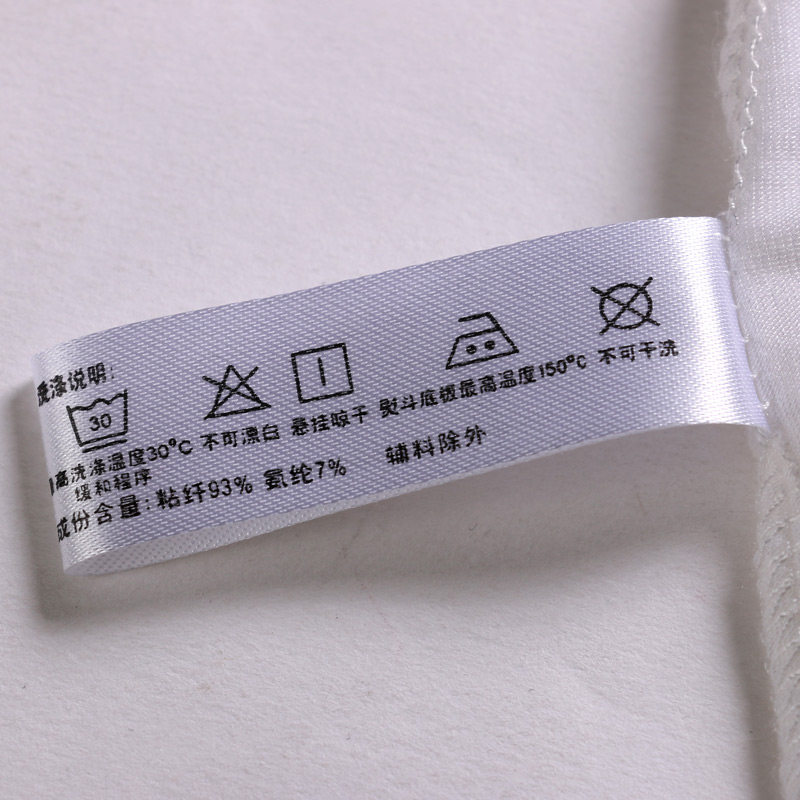 洗涤说明:
30
最高洗涤温度30°C 不可漂白 悬挂晾干 熨斗底板最高温度150°C 不可干洗
缓和程序
成份含量:粘纤93% 氨纶7% 辅料除外